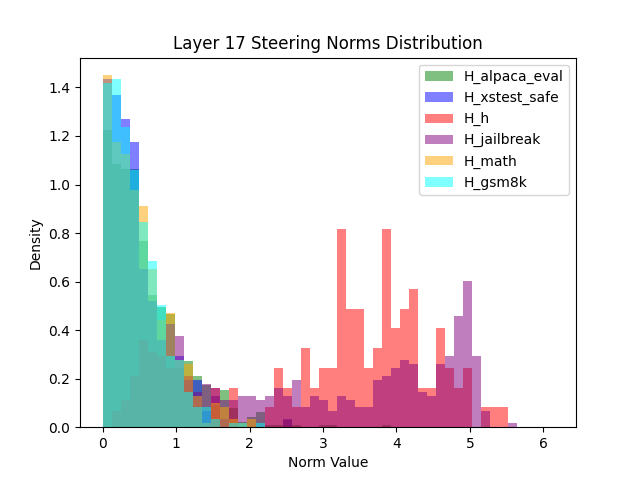 Layer 17 Steering Norms Distribution
H_alpaca_eval
H_xstest_safe
H_h
H_jailbreak
H_math
H_gsm8k
Density
1.4
1.2
1.0
0.8
0.6
0.4
0.2
0.0
0 1 2 3 4 5 6
Norm Value